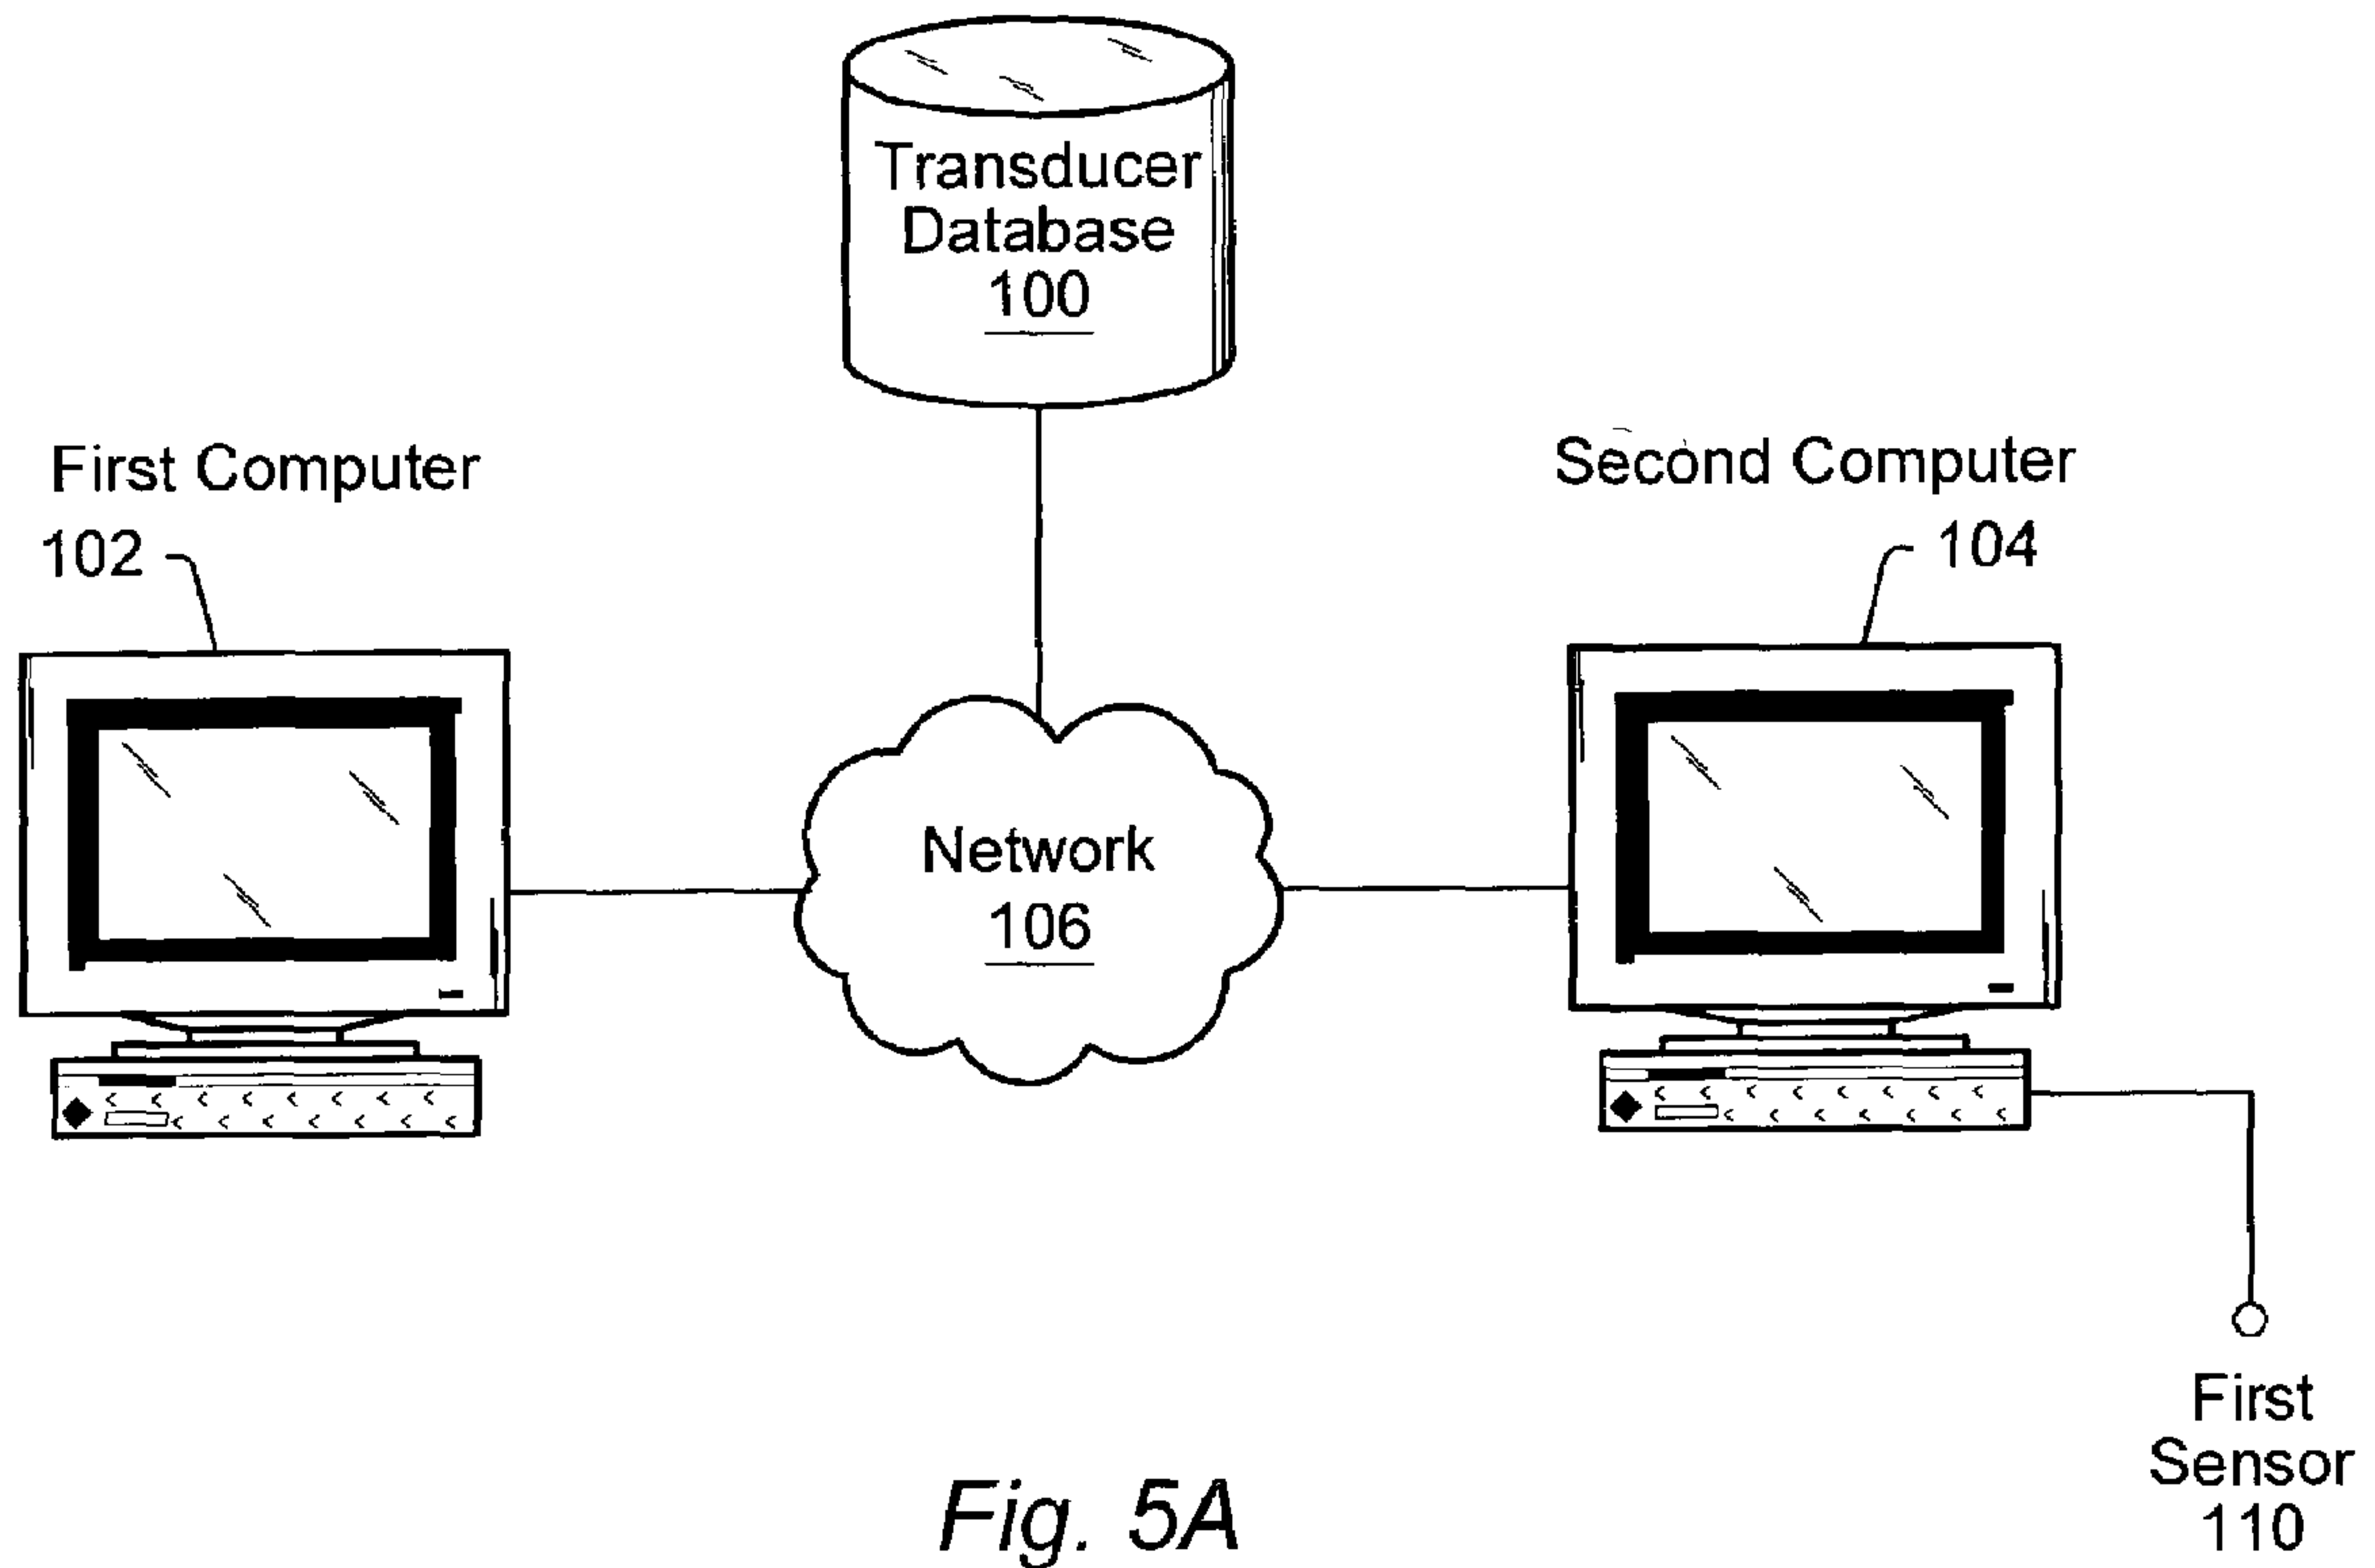 Transducer
Database
100
First Computer
102
Second Computer
104
Network
106
First
Sensor
110
Fig. 5A